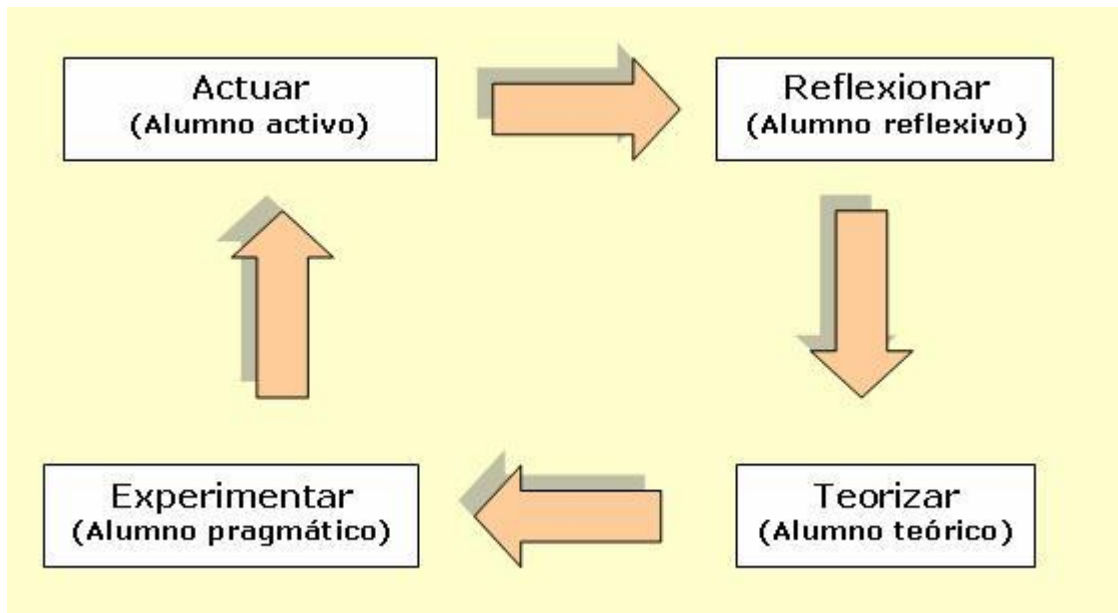 Actuar
(Alumno activo)
Reflexionar
(Alumno reflexivo)
Experimentar
(Alumno pragmático)
Teorizar
(Alumno teórico)